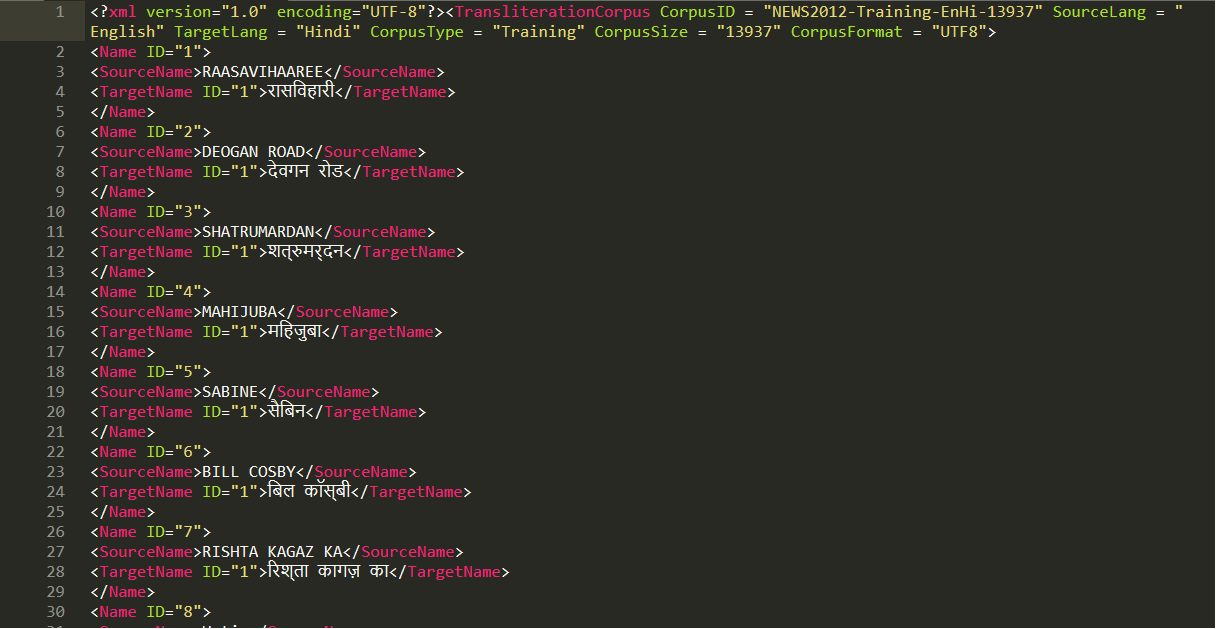 1 <?xml version="1.0" encoding="UTF-8"?><TransliterationCorpus CorpusID = "NEWS2012-Training-EnHi-13937" SourceLang = "
English" TargetLang = "Hindi" CorpusType = "Training" CorpusSize = "13937" CorpusFormat = "UTF8">
2 <Name ID="1">
3 <SourceName>RAASAVIHAAREE</SourceName>
4 <TargetName ID="1">रासविहारी</TargetName>
5 </Name>
6 <Name ID="2">
7 <SourceName>DEOGAN ROAD</SourceName>
8 <TargetName ID="1">देवगन रोड</TargetName>
9 </Name>
10 <Name ID="3">
11 <SourceName>SHATRUMARDAN</SourceName>
12 <TargetName ID="1">शत्रुमर्दन</TargetName>
13 </Name>
14 <Name ID="4">
15 <SourceName>MAHIJUBA</SourceName>
16 <TargetName ID="1">महिजुबा</TargetName>
17 </Name>
18 <Name ID="5">
19 <SourceName>SABINE</SourceName>
20 <TargetName ID="1">सैबिन</TargetName>
21 </Name>
22 <Name ID="6">
23 <SourceName>BILL COSBY</SourceName>
24 <TargetName ID="1">बिल कॉस्बी</TargetName>
25 </Name>
26 <Name ID="7">
27 <SourceName>RISHTA KAGAZ KA</SourceName>
28 <TargetName ID="1">रिश्ता कागज़ का</TargetName>
29 </Name>
30 <Name ID="8">